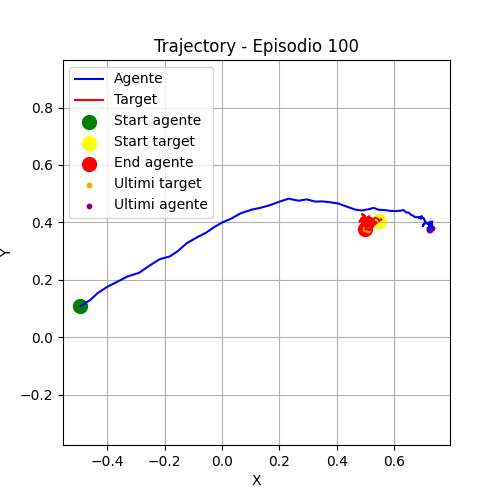 Trajectory - Episodio 100
Agente
Target
Start agente
Start target
End agente
Ultimi target
Ultimi agente
Y
0.8
0.6
0.4
0.2
0.0
−0.2
−0.4 −0.2 0.0 0.2 0.4 0.6
X